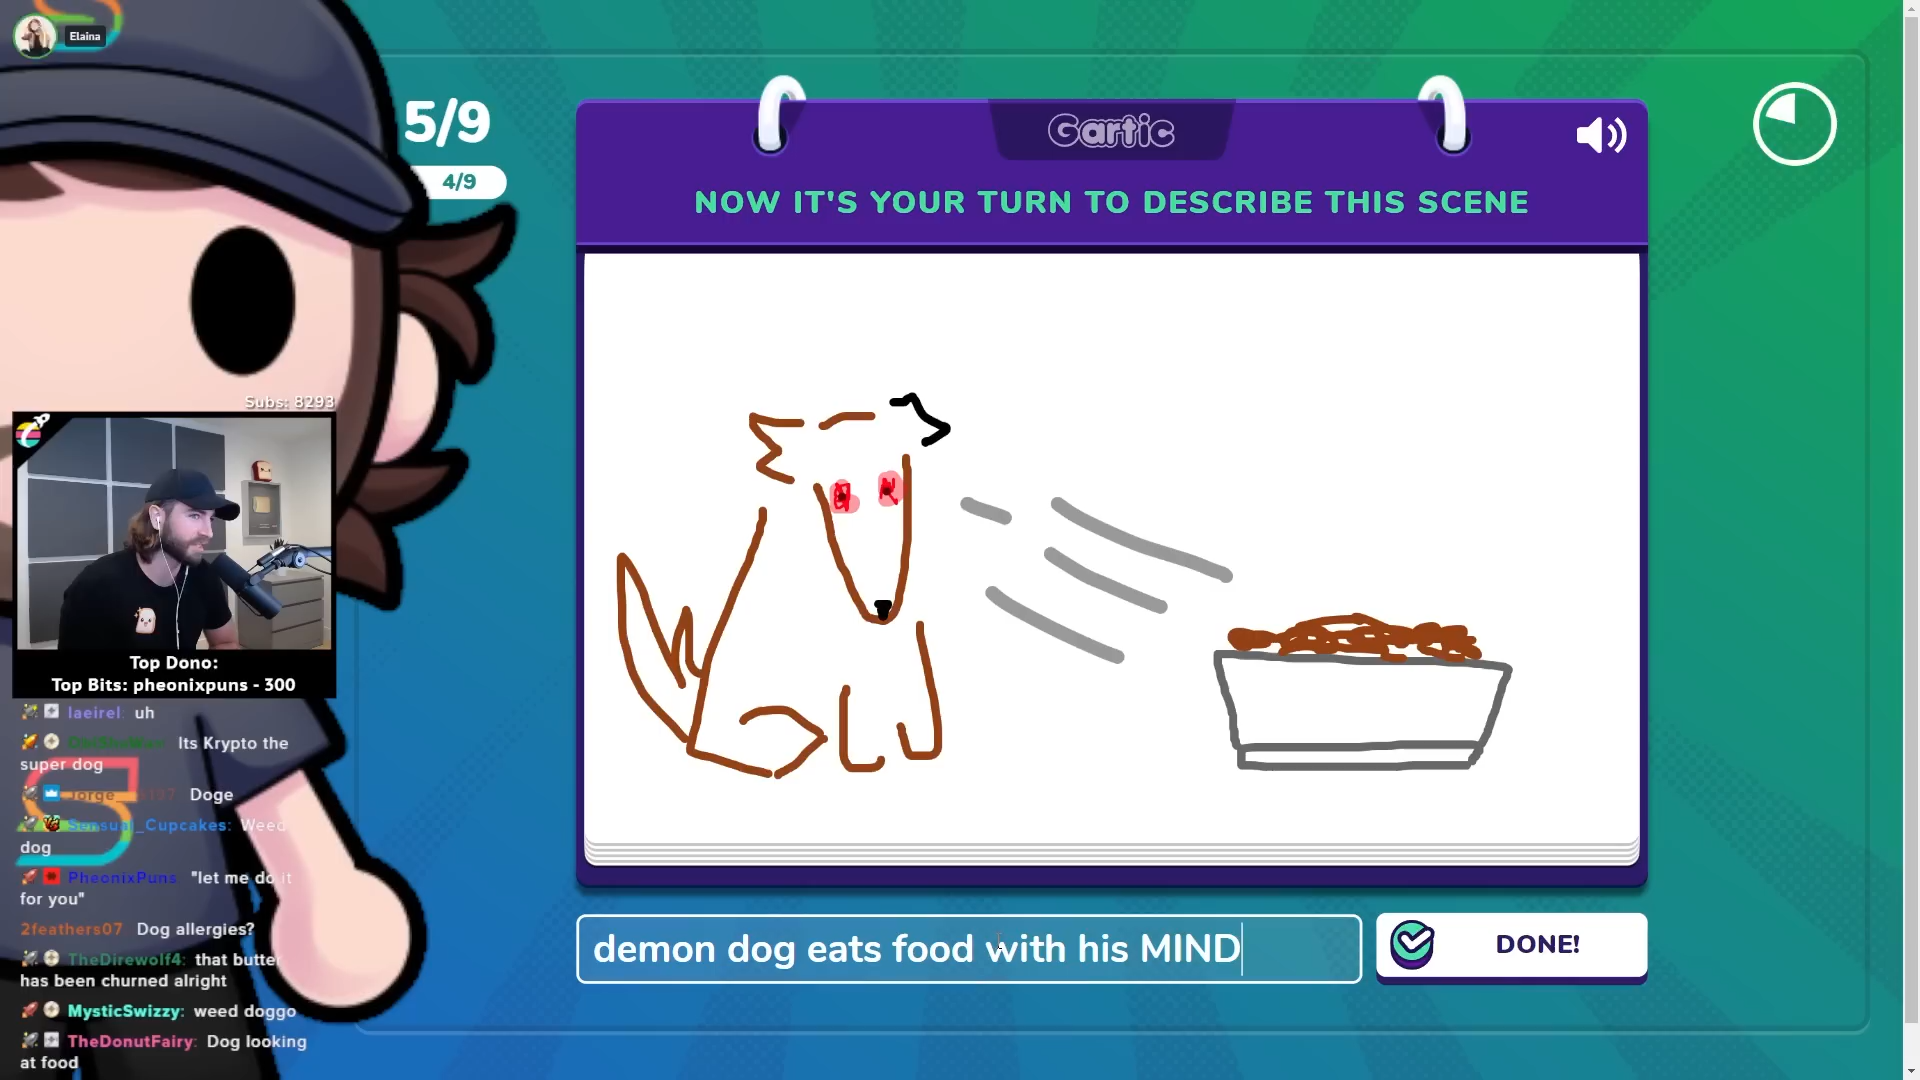 Elaina
5/9
4/9
Gartic
NOW IT'S YOUR TURN TO DESCRIBE THIS SCENE
Subs: 8293
Top Dono:
Top Bits: pheonixpuns - 300
laeirel: uh
Its Krypto the
super dog
Doge
Sensual_Cupcakes: Weed
dog
PheonixPuns "let me do it
for you"
2feathers07 Dog allergies?
TheDirewolf4: that butter
has been churned alright
MysticSwizzy: weed doggo
TheDonutFairy: Dog looking
at food
demon dog eats food with his MIND
DONE!